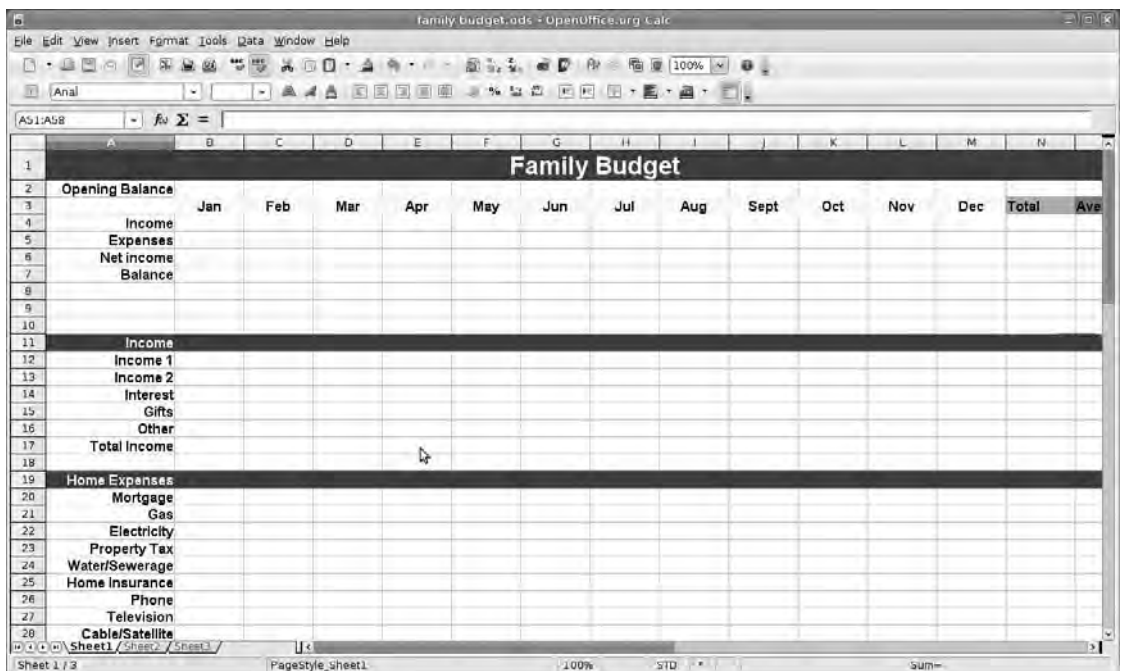 family budget.ods - OpenOffice.org Calc
File Edit View Insert Format Tools Data Window Help
100%
Arial
A51:A58
A B C D E F G H I J K L M N
1 Family Budget
2 Opening Balance
3 Jan Feb Mar Apr May Jun Jul Aug Sept Oct Nov Dec Total Ave
4 Income
5 Expenses
6 Net income
7 Balance
8
9
10
11 Income
12 Income 1
13 Income 2
14 Interest
15 Gifts
16 Other
17 Total Income
18
19 Home Expenses
20 Mortgage
21 Gas
22 Electricity
23 Property Tax
24 Water/Sewerage
25 Home Insurance
26 Phone
27 Television
28 Cable/Satellite
Sheet1 Sheet2 Sheet3
Sheet 1 / 3 PageStyle_Sheet1 100% STD * Sum=